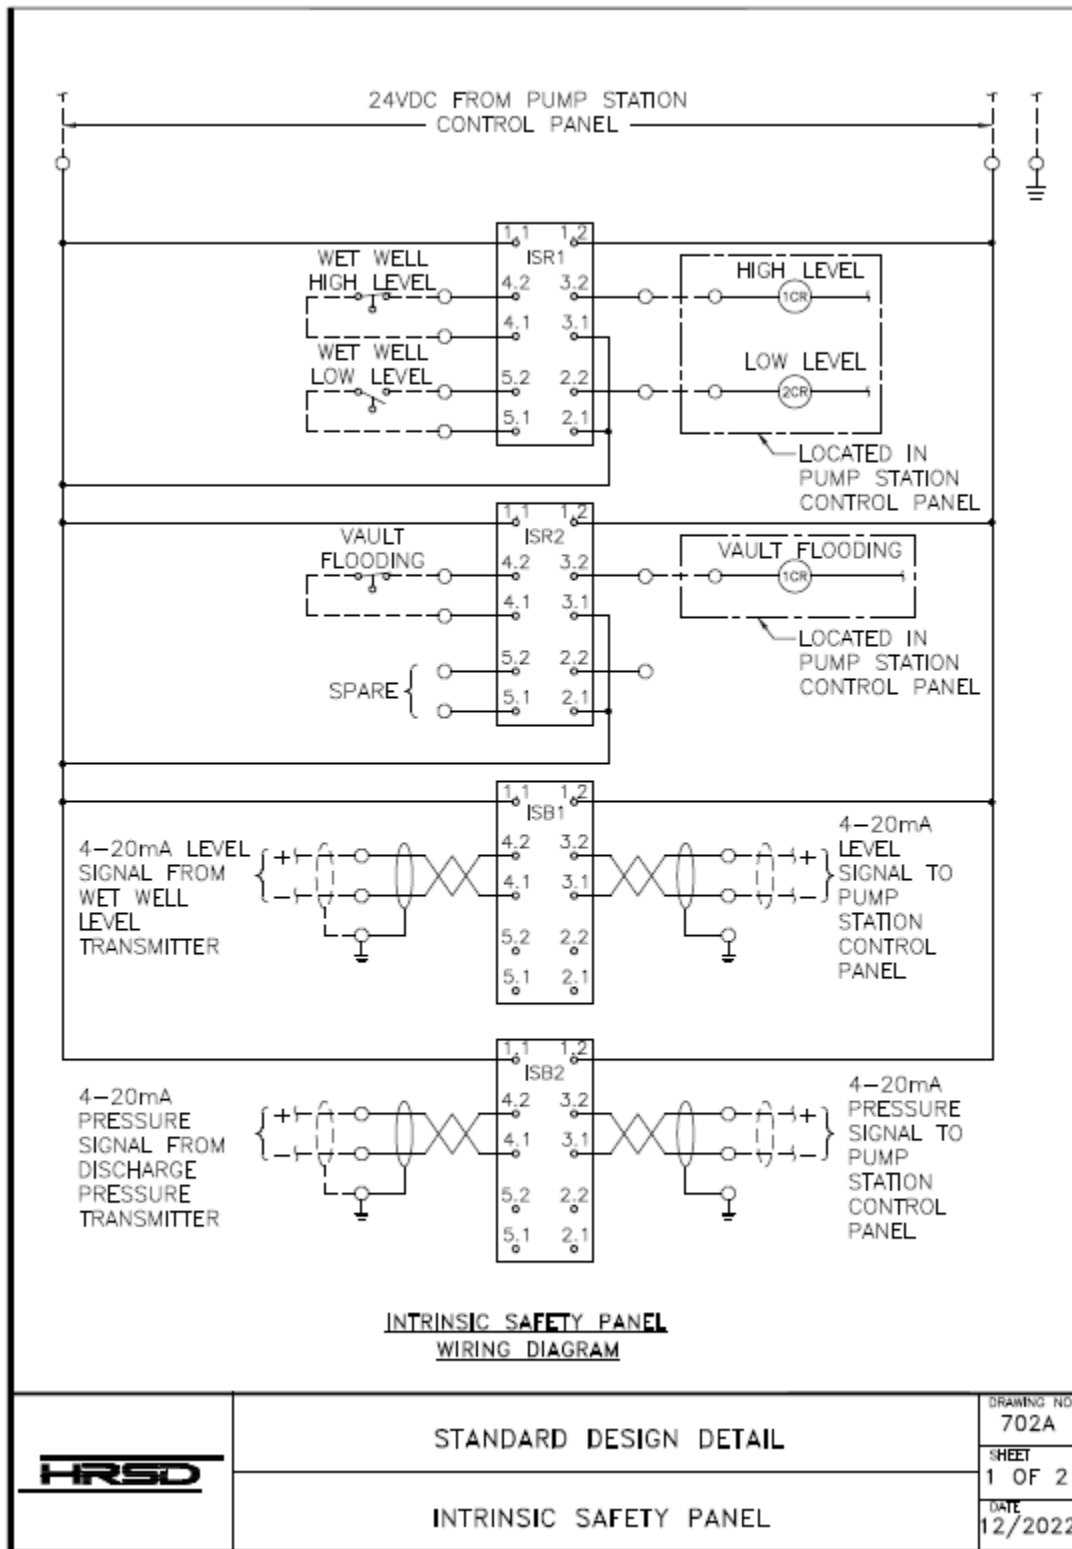 24VDC FROM PUMP STATION
CONTROL PANEL
1.1 1.2
ISR1
WET WELL
HIGH LEVEL
4.2 3.2
4.1 3.1
HIGH LEVEL
1CR
WET WELL
LOW LEVEL
5.2 2.2
5.1 2.1
LOW LEVEL
2CR
LOCATED IN
PUMP STATION
CONTROL PANEL
1.1 1.2
ISR2
VAULT
FLOODING
4.2 3.2
4.1 3.1
VAULT FLOODING
1CR
SPARE
5.2 2.2
5.1 2.1
LOCATED IN
PUMP STATION
CONTROL PANEL
1.1 1.2
ISB1
4-20mA LEVEL
SIGNAL FROM
WET WELL
LEVEL
TRANSMITTER
+
-
4.2 3.2
4.1 3.1
5.2 2.2
5.1 2.1
+
-
4-20mA
LEVEL
SIGNAL TO
PUMP
STATION
CONTROL
PANEL
1.1 1.2
ISB2
4-20mA
PRESSURE
SIGNAL FROM
DISCHARGE
PRESSURE
TRANSMITTER
+
-
4.2 3.2
4.1 3.1
5.2 2.2
5.1 2.1
+
-
4-20mA
PRESSURE
SIGNAL TO
PUMP
STATION
CONTROL
PANEL
INTRINSIC SAFETY PANEL
WIRING DIAGRAM
HRSD
STANDARD DESIGN DETAIL
INTRINSIC SAFETY PANEL
DRAWING NO
702A
SHEET
1 OF 2
DATE
12/2022